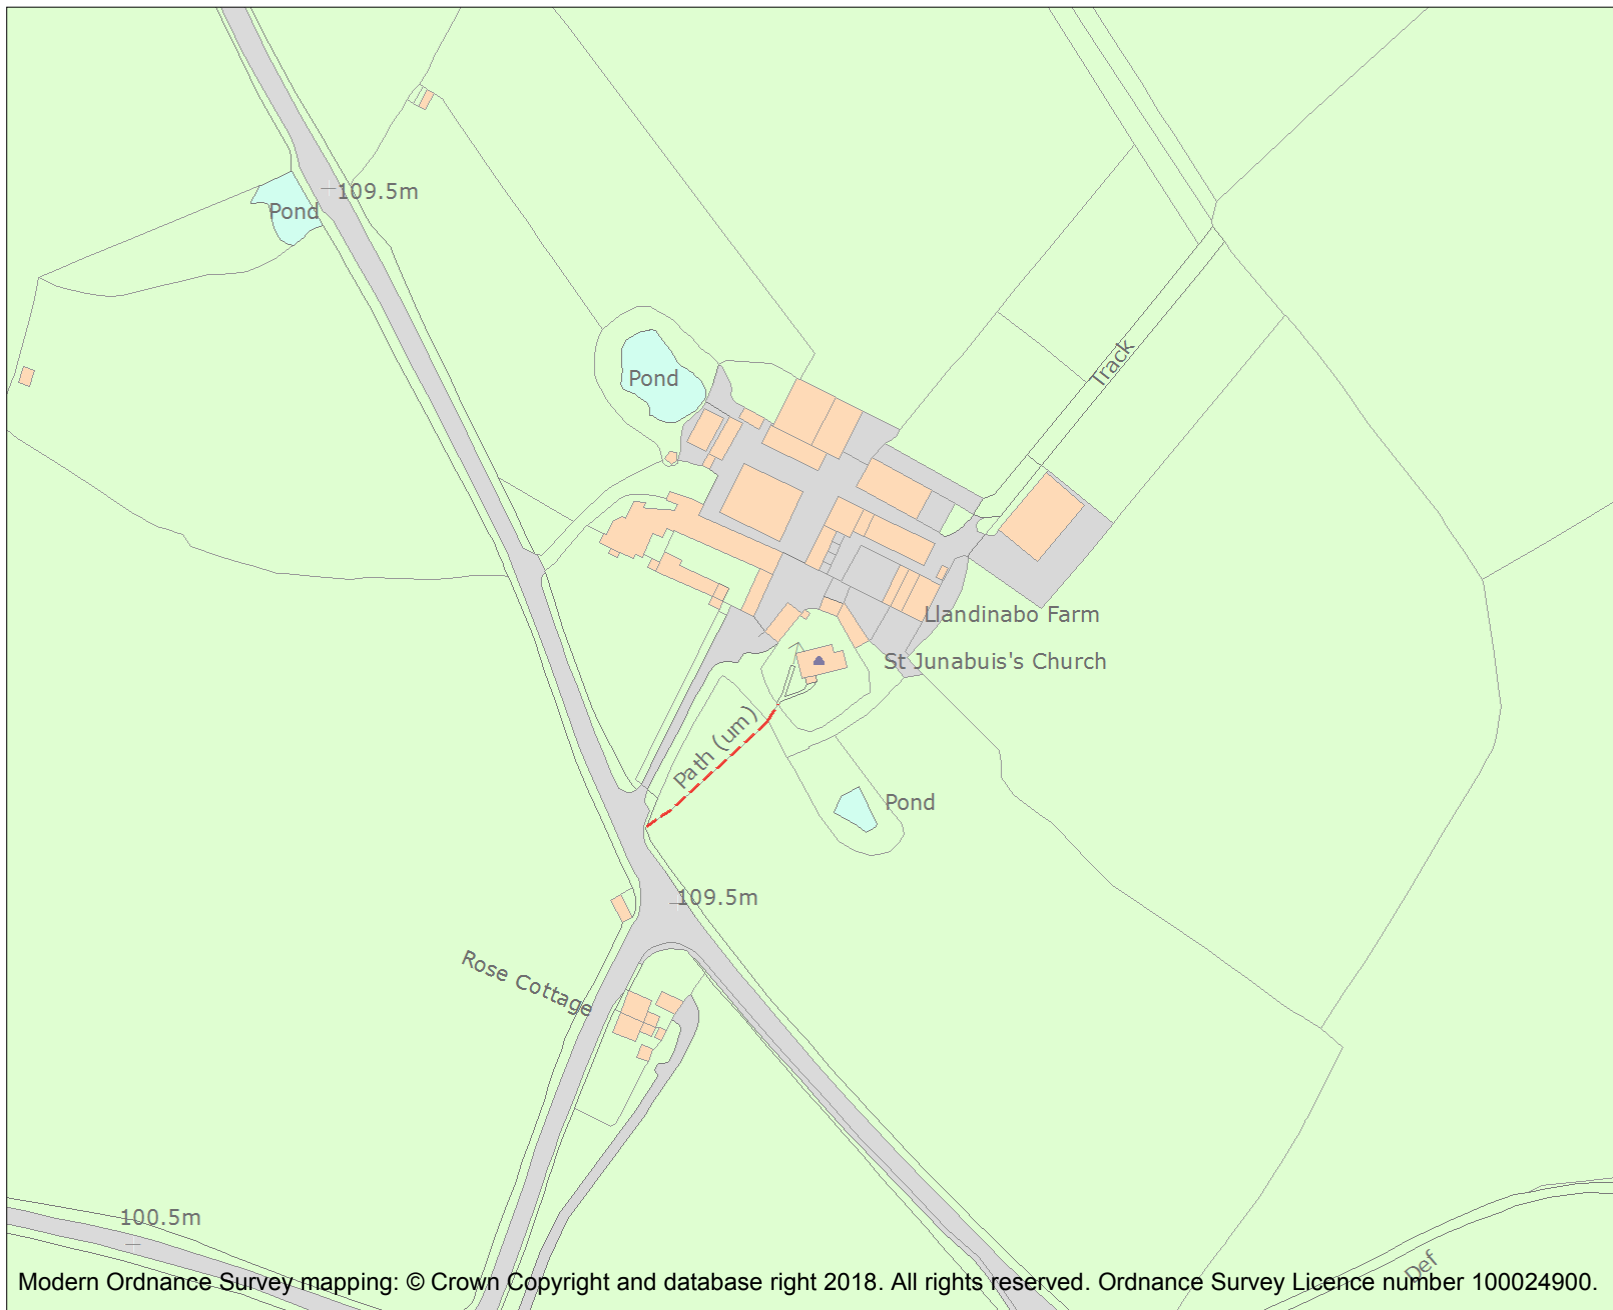 109.5m
Pond
Track
Pond
Llandinabo Farm
St Junabuis's Church
Path (um)
Pond
109.5m
Rose Cottage
100.5m
Def
Modern Ordnance Survey mapping: © Crown Copyright and database right 2018. All rights reserved. Ordnance Survey Licence number 100024900.